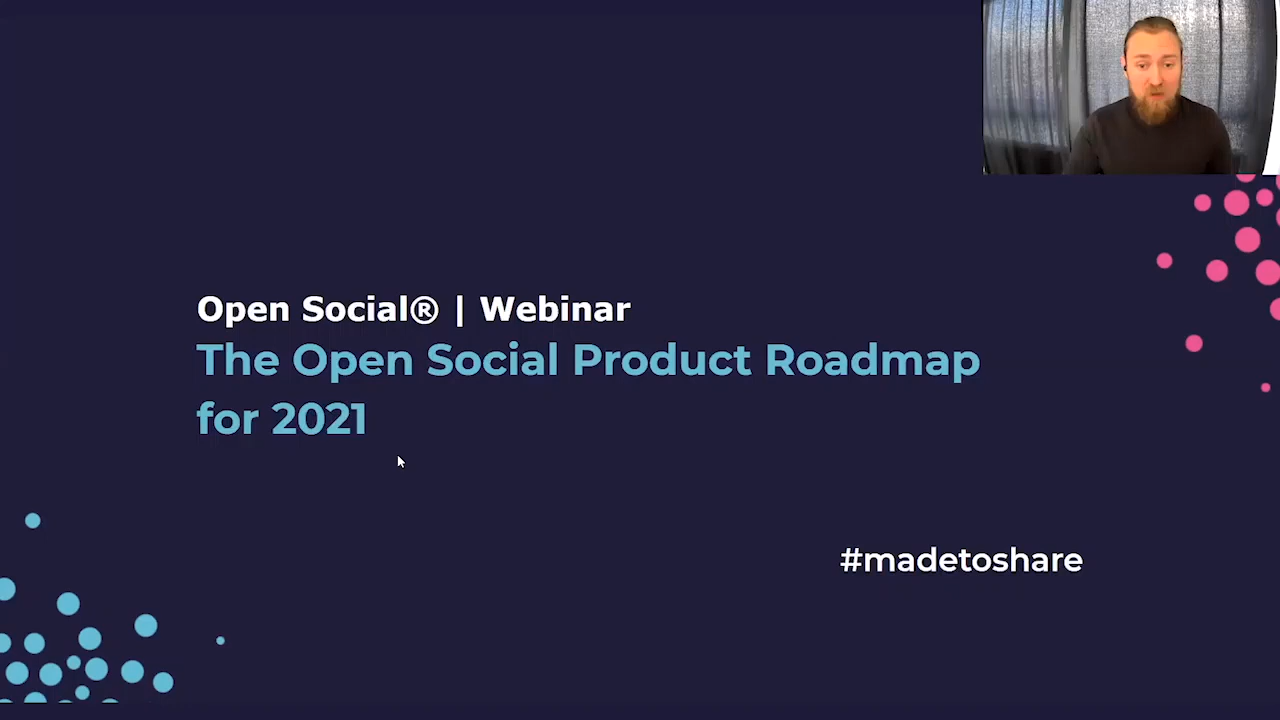 Open Social® | Webinar
The Open Social Product Roadmap
for 2021
#madetoshare